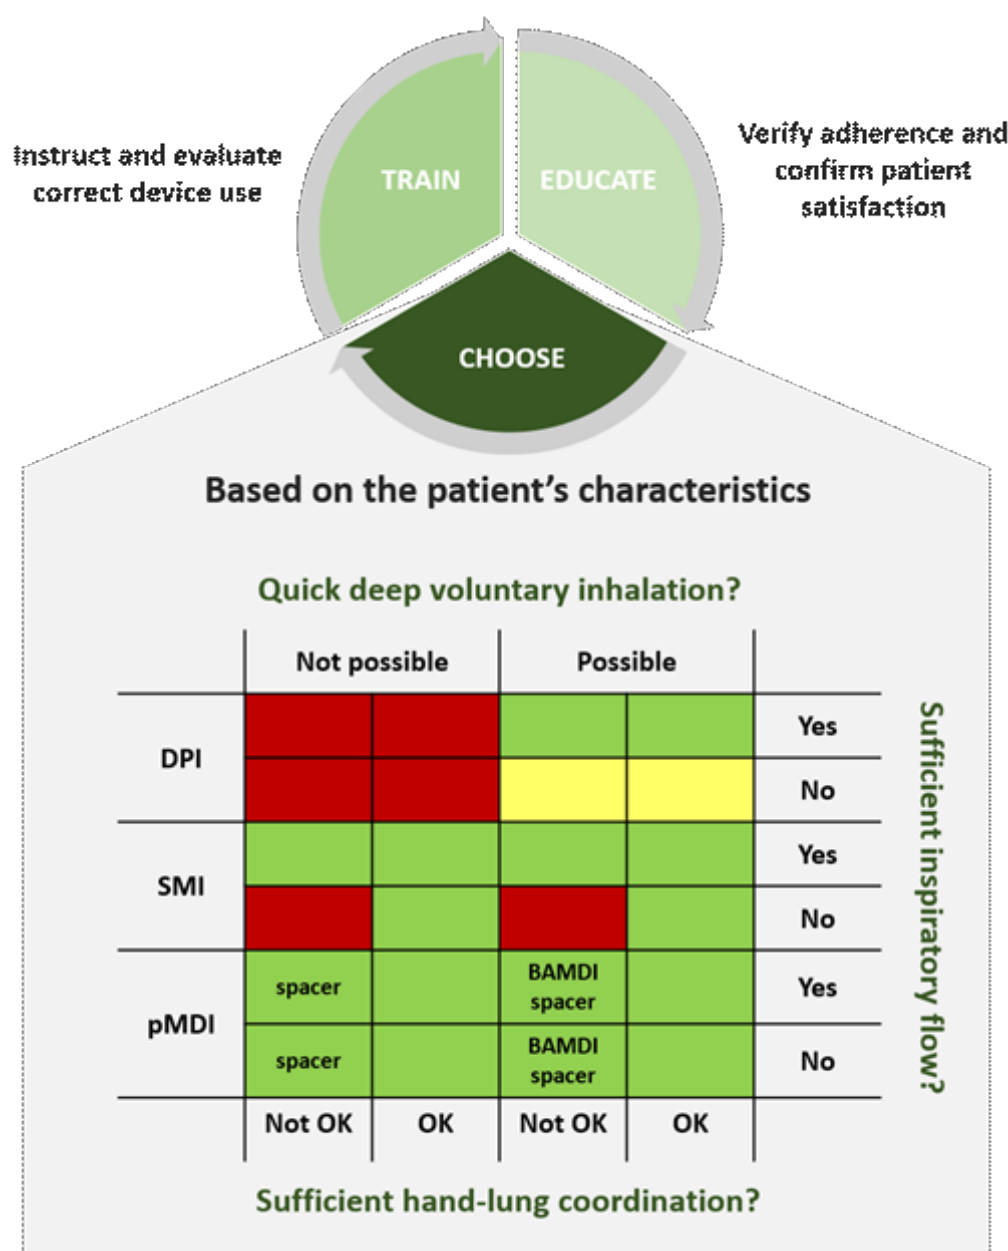 Instruct and evaluate
correct device use
TRAIN
EDUCATE
Verify adherence and
confirm patient
satisfaction
CHOOSE
Based on the patient's characteristics
Quick deep voluntary inhalation?
Not possible
Possible
DPI
Yes
No
SMI
Yes
No
pMDI
spacer
BAMDI
spacer
Yes
spacer
BAMDI
spacer
No
Not OK
OK
Not OK
OK
Sufficient inspiratory flow?
Sufficient hand-lung coordination?